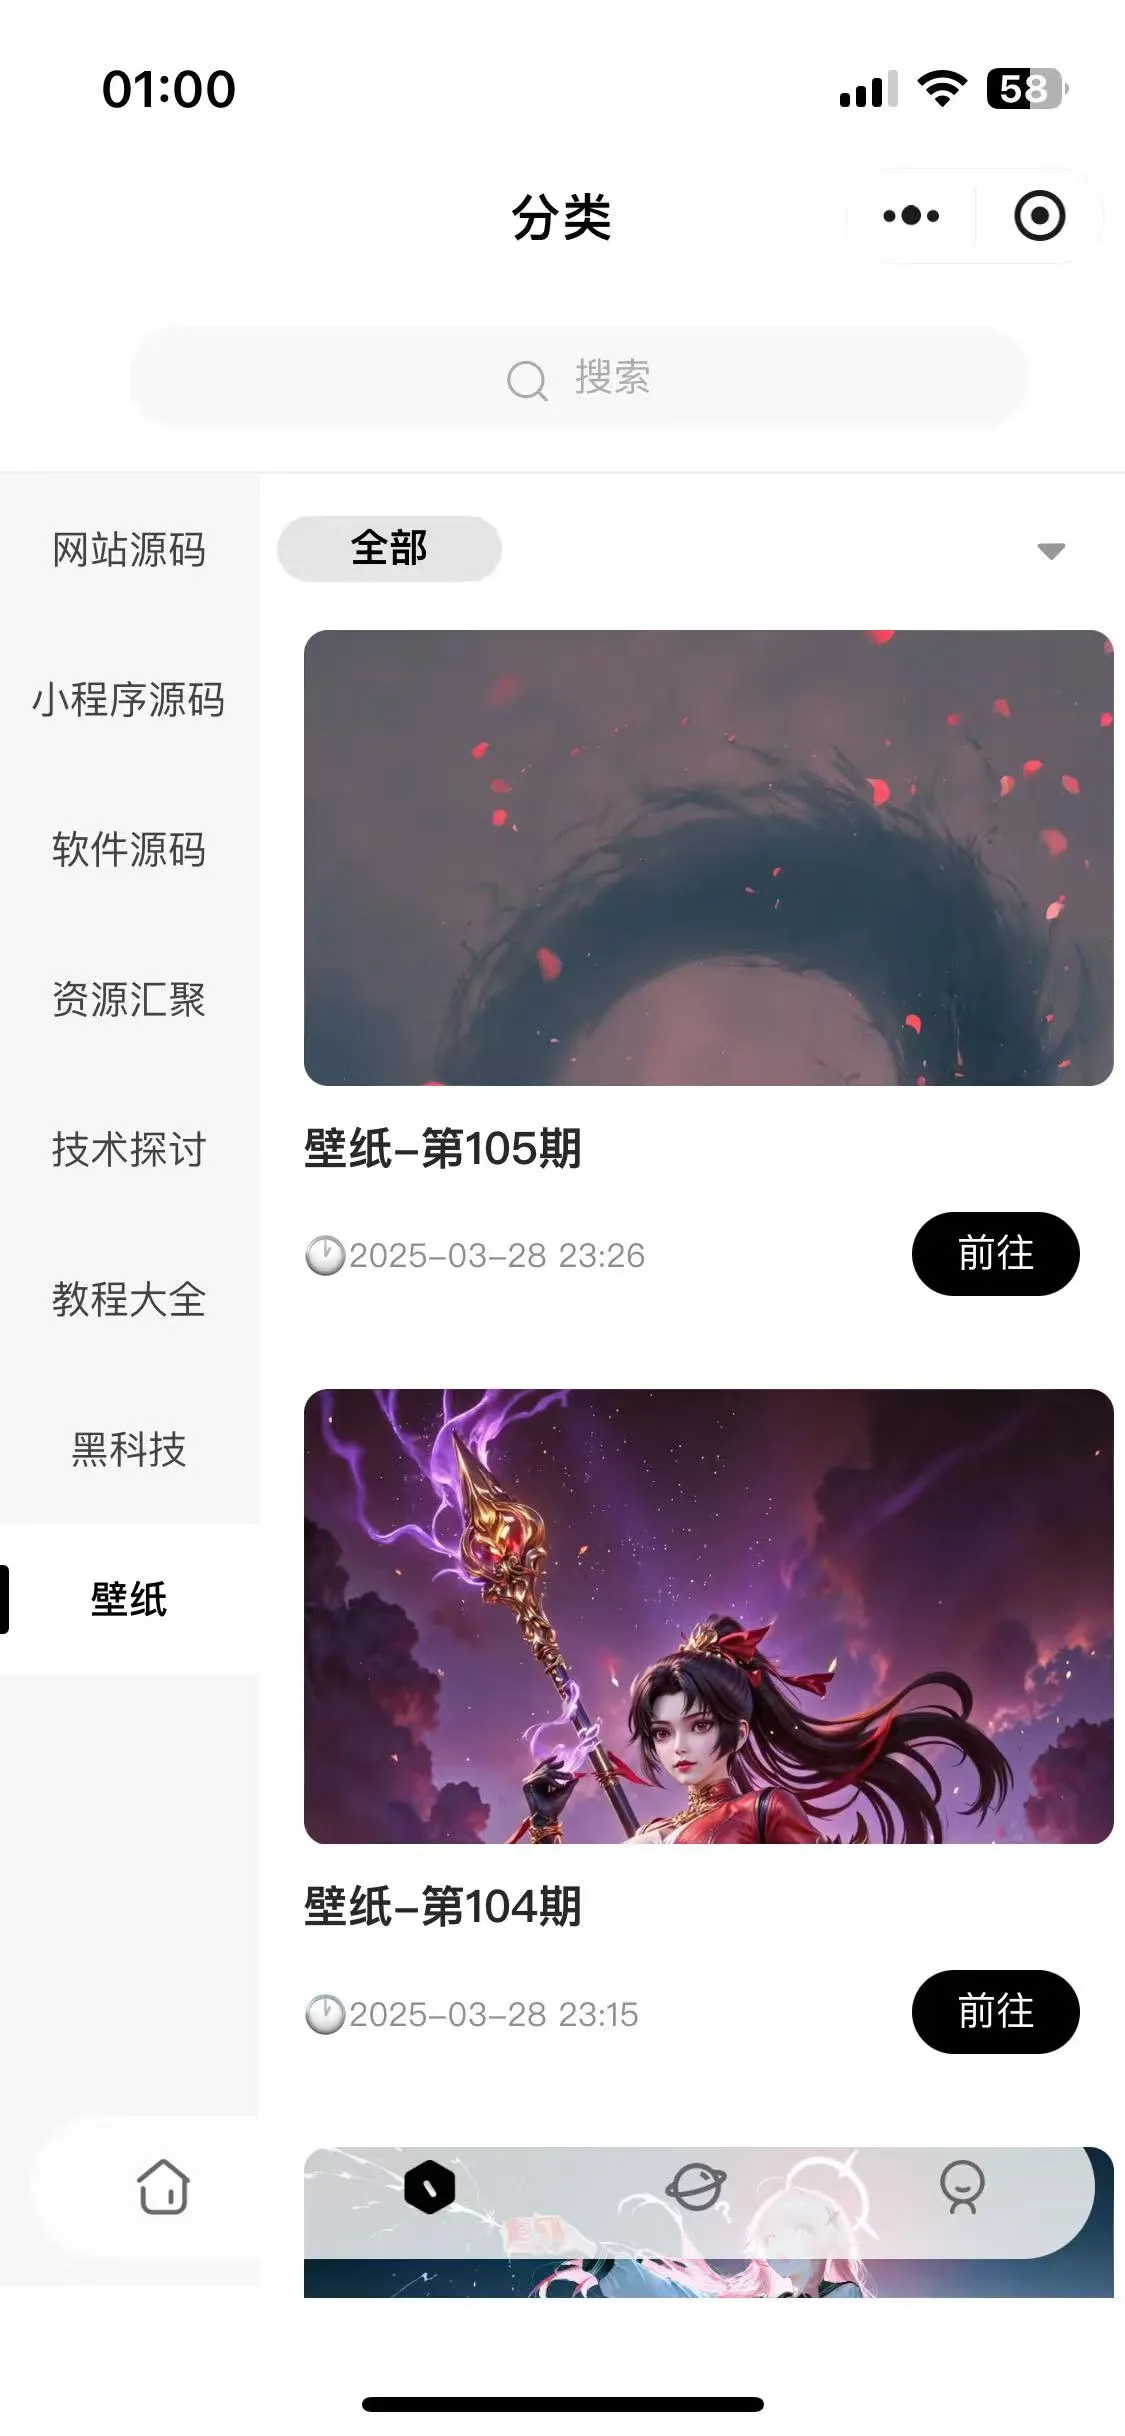 01:00
58
分类
搜索
网站源码
小程序源码
软件源码
资源汇聚
技术探讨
教程大全
黑科技
壁纸
全部
壁纸-第105期
2025-03-28 23:26
前往
壁纸-第104期
2025-03-28 23:15
前往